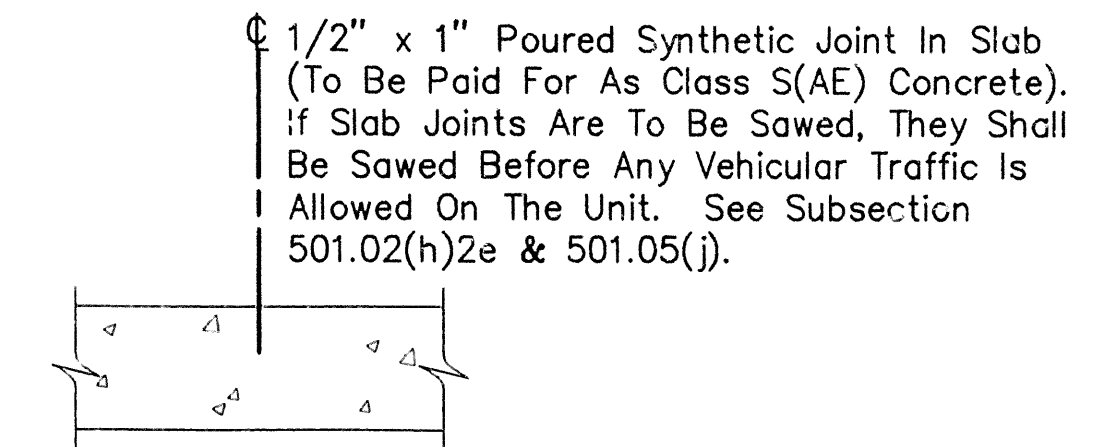 ℄ 1/2" x 1" Poured Synthetic Joint In Slab
(To Be Paid For As Class S(AE) Concrete).
If Slab Joints Are To Be Sawed, They Shall
Be Sawed Before Any Vehicular Traffic Is
Allowed On The Unit. See Subsection
501.02(h)2e & 501.05(j).